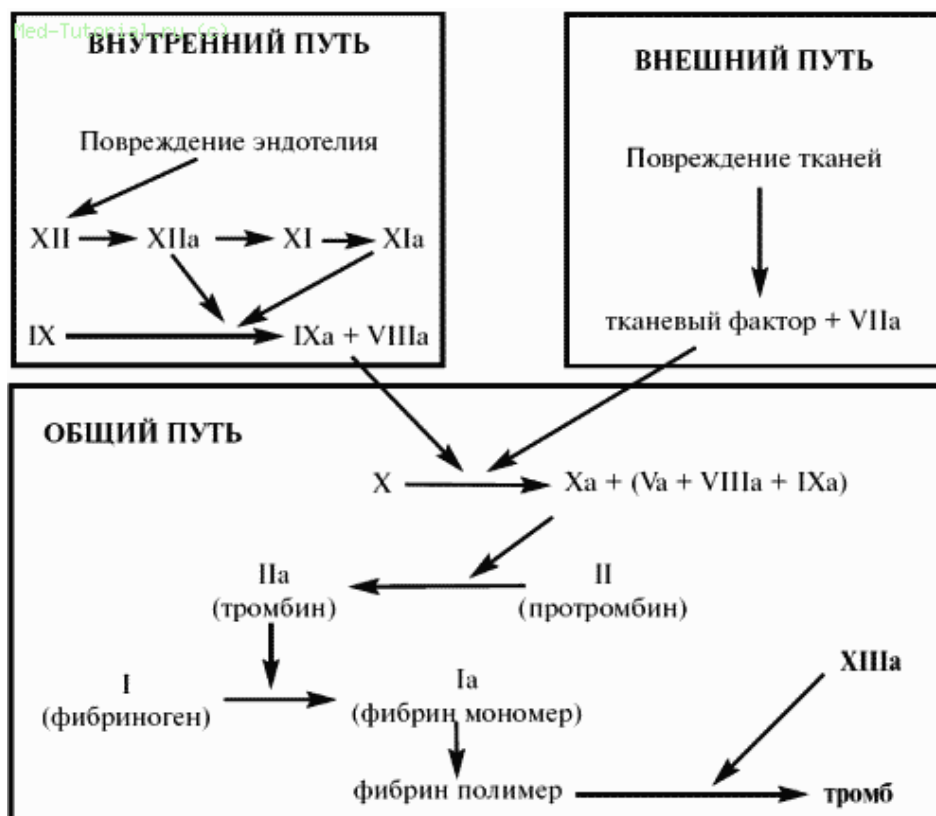 Med-Tutorial.ru (c)
ВНУТРЕННИЙ ПУТЬ
Повреждение эндотелия
XII XIIa XI XIa
IX IXa + VIIIa
ВНЕШНИЙ ПУТЬ
Повреждение тканей
тканевый фактор + VIIa
ОБЩИЙ ПУТЬ
X Xa + (Va + VIIIa + IXa)
IIa II
(тромбин) (протромбин)
XIIIa
I Ia
(фибриноген) (фибрин мономер)
фибрин полимер тромб